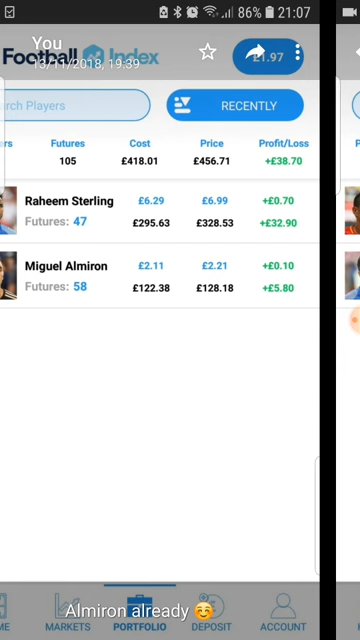 86% 21:07
You
Football Index
£1.97
13/11/2018, 19:39
arch Players
RECENTLY
ers Futures Cost Price Profit/Loss
105 £418.01 £456.71 +£38.70
Raheem Sterling £6.29 £6.99 +£0.70
Futures: 47 £295.63 £328.53 +£32.90
Miguel Almiron £2.11 £2.21 +£0.10
Futures: 58 £122.38 £128.18 +£5.80
Almiron already 😊
ME MARKETS PORTFOLIO DEPOSIT ACCOUNT